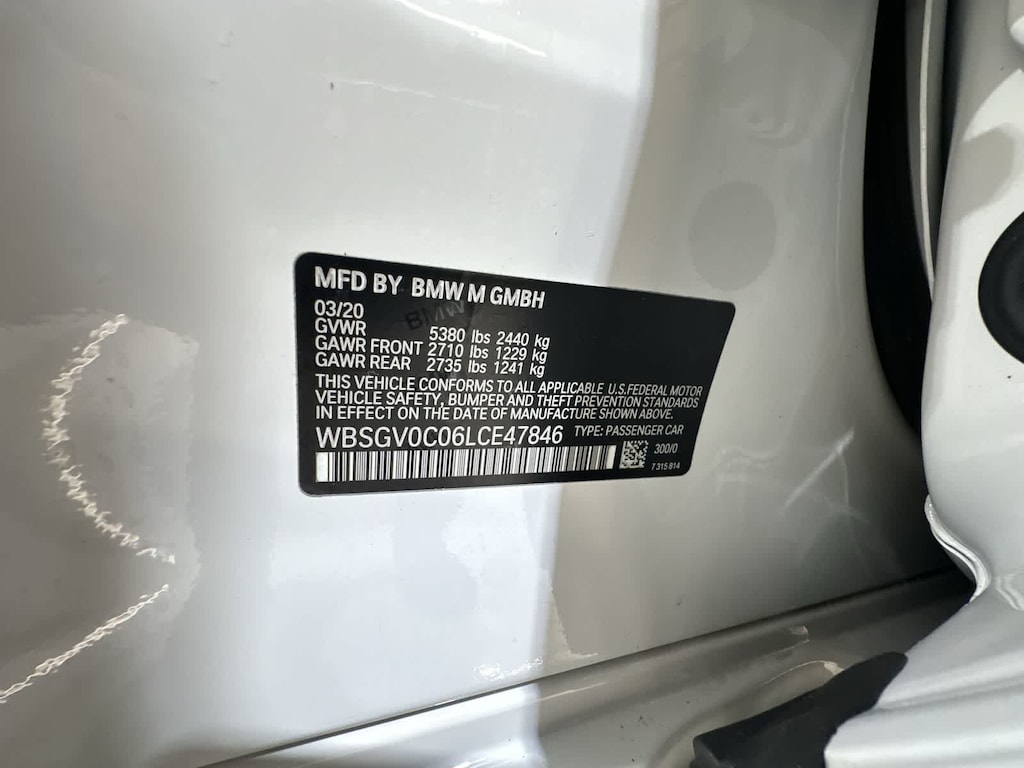 MFD BY BMW M GMBH
03/20 BMW
GVWR 5380 lbs 2440 kg
GAWR FRONT 2710 lbs 1229 kg
GAWR REAR 2735 lbs 1241 kg
THIS VEHICLE CONFORMS TO ALL APPLICABLE U.S.FEDERAL MOTOR
VEHICLE SAFETY, BUMPER AND THEFT PREVENTION STANDARDS
IN EFFECT ON THE DATE OF MANUFACTURE SHOWN ABOVE.
WBSGV0C06LCE47846 TYPE: PASSENGER CAR
300/0
7 315 814